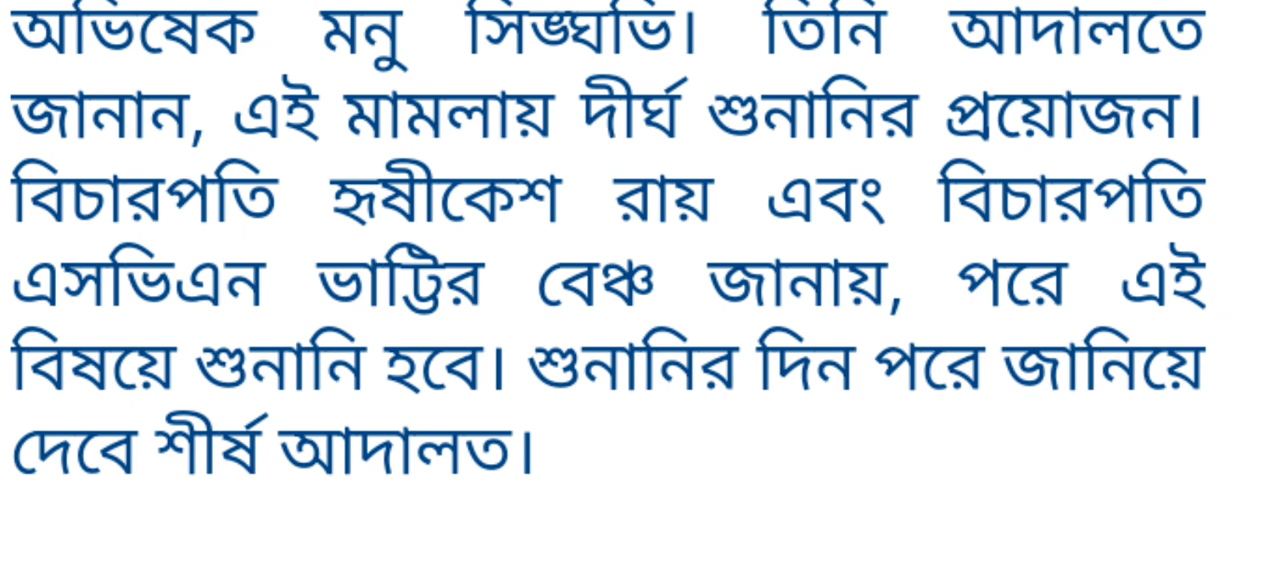 অভিষেক মনু সিঙ্ঘভি। তিনি আদালতে
জানান, এই মামলায় দীর্ঘ শুনানির প্রয়োজন।
বিচারপতি হৃষীকেশ রায় এবং বিচারপতি
এসভিএন ভাট্টির বেঞ্চ জানায়, পরে এই
বিষয়ে শুনানি হবে। শুনানির দিন পরে জানিয়ে
দেবে শীর্ষ আদালত।